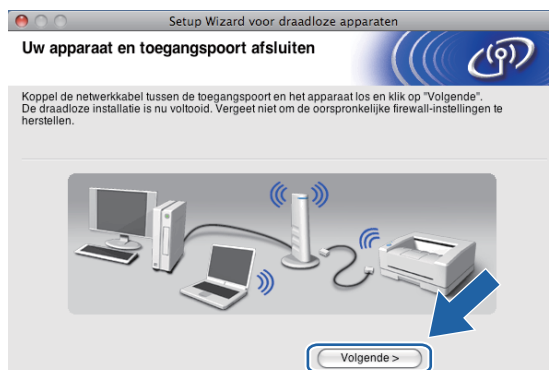 Setup Wizard voor draadloze apparaten
Uw apparaat en toegangspoort afsluiten
Koppel de netwerkkabel tussen de toegangspoort en het apparaat los en klik op "Volgende".
De draadloze installatie is nu voltooid. Vergeet niet om de oorspronkelijke firewall-instellingen te
herstellen.
Volgende >